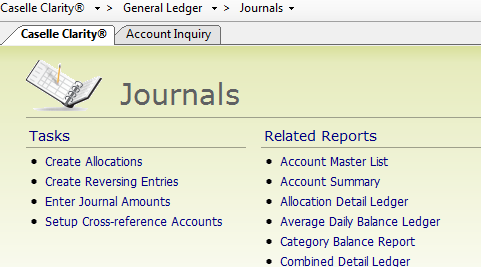 Caselle Clarity® > General Ledger > Journals
Caselle Clarity® Account Inquiry
Journals
Tasks
Create Allocations
Create Reversing Entries
Enter Journal Amounts
Setup Cross-reference Accounts
Related Reports
Account Master List
Account Summary
Allocation Detail Ledger
Average Daily Balance Ledger
Category Balance Report
Combined Detail Ledger